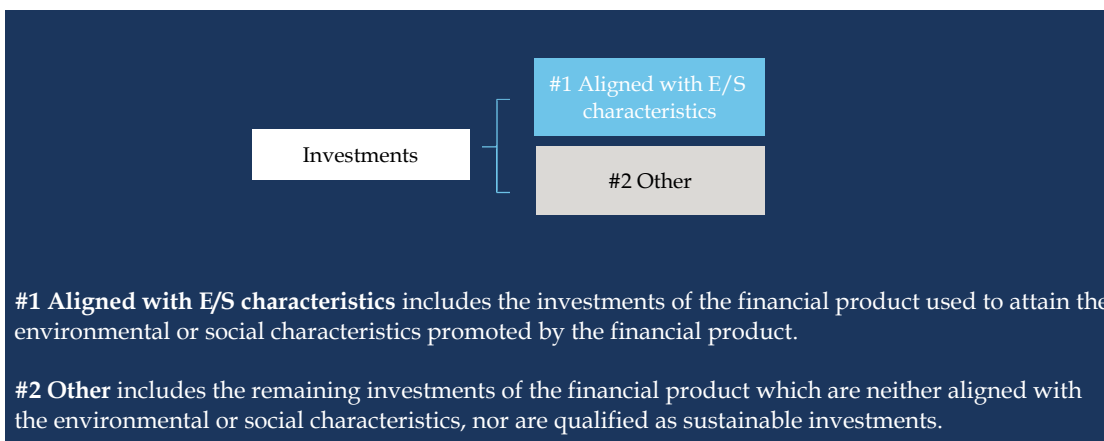 #1 Aligned with E/S
characteristics
Investments
#2 Other
#1 Aligned with E/S characteristics includes the investments of the financial product used to attain the
environmental or social characteristics promoted by the financial product.
#2 Other includes the remaining investments of the financial product which are neither aligned with
the environmental or social characteristics, nor are qualified as sustainable investments.